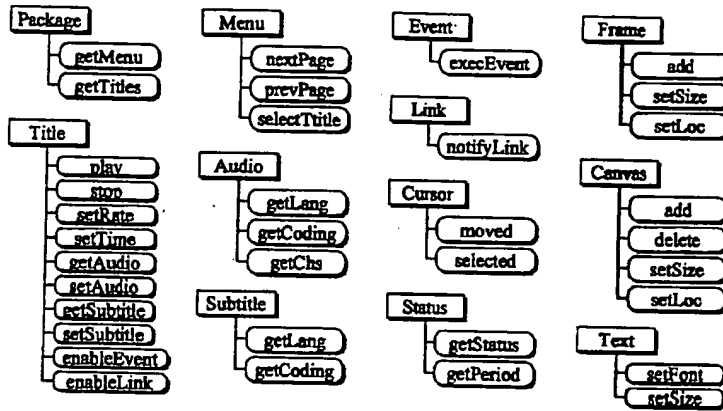 Package
getMenu
getTitles
Title
play
stop
setRate
setTime
getAudio
setAudio
getSubtitle
setSubtitle
enableEvent
enableLink
Menu
nextPage
prevPage
selectTtitle
Audio
getLang
getCoding
getChs
Subtitle
getLang
getCoding
Event
execEvent
Link
notifyLink
Cursor
moved
selected
Status
getStatus
getPeriod
Frame
add
setSize
setLoc
Canvas
add
delete
setSize
setLoc
Text
setFont
setSize